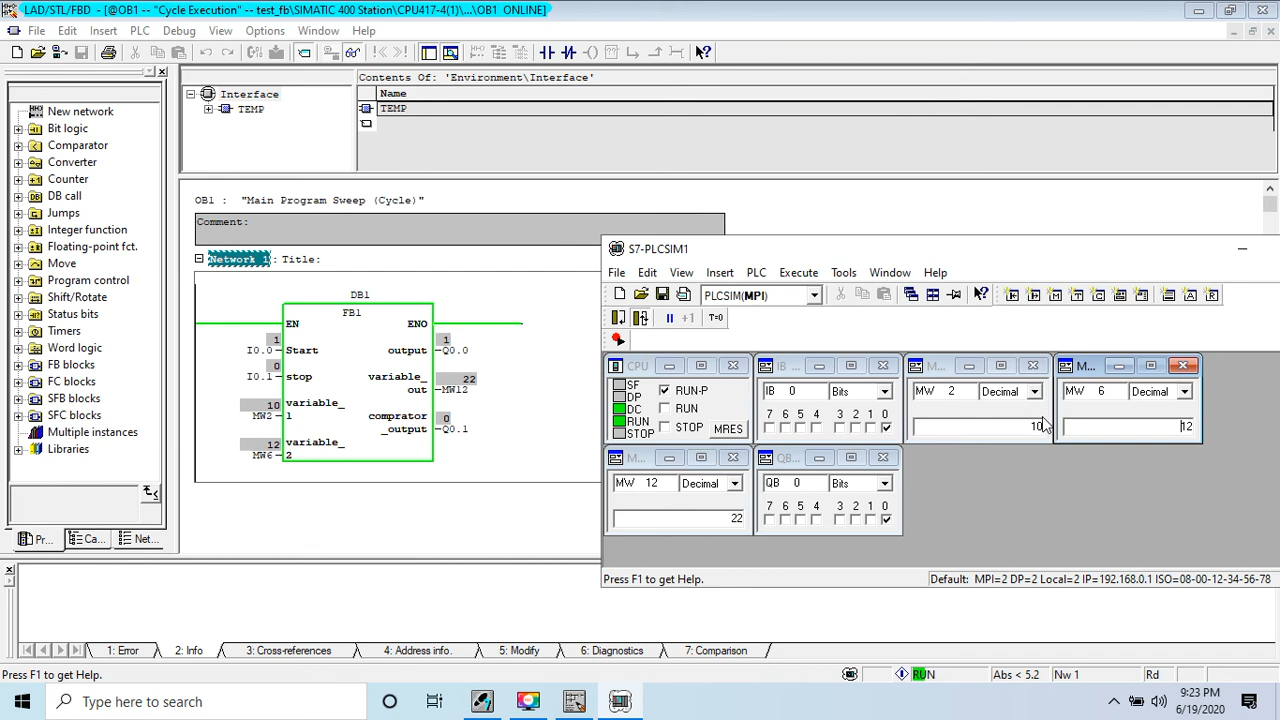 LAD/STL/FBD - [@OB1 -- "Cycle Execution" -- test_fb\SIMATIC 400 Station\CPU417-4(1)\...\OB1 ONLINE]
File Edit Insert PLC Debug View Options Window Help
Contents Of: 'Environment\Interface'
Interface
TEMP
Name
TEMP
New network
Bit logic
Comparator
Converter
Counter
DB call
Jumps
Integer function
Floating-point fct.
Move
Program control
Shift/Rotate
Status bits
Timers
Word logic
FB blocks
FC blocks
SFB blocks
SFC blocks
Multiple instances
Libraries
Pr...
Ca...
Net...
OB1 : "Main Program Sweep (Cycle)"
Comment:
Network 1: Title:
DB1
FB1
EN ENO
1
I0.0 Start
output
1
Q0.0
0
I0.1 stop
variable_
out
22
MW12
10
MW2
variable_
1
comprator
_output
0
Q0.1
12
MW6
variable_
2
S7-PLCSIM1
File Edit View Insert PLC Execute Tools Window Help
PLCSIM(MPI)
+1 T=0
CPU
SF
DP
DC
RUN
STOP
RUN-P
RUN
STOP
MRES
IB...
IB 0 Bits
7 6 5 4 3 2 1 0
M...
MW 2 Decimal
10
M...
MW 6 Decimal
12
M...
MW 12 Decimal
22
QB...
QB 0 Bits
7 6 5 4 3 2 1 0
Press F1 to get Help.
Default: MPI=2 DP=2 Local=2 IP=192.168.0.1 ISO=08-00-12-34-56-78
1: Error 2: Info 3: Cross-references 4: Address info. 5: Modify 6: Diagnostics 7: Comparison
Press F1 to get Help.
RUN
Abs < 5.2 Nw 1 Rd
Type here to search
9:23 PM
6/19/2020